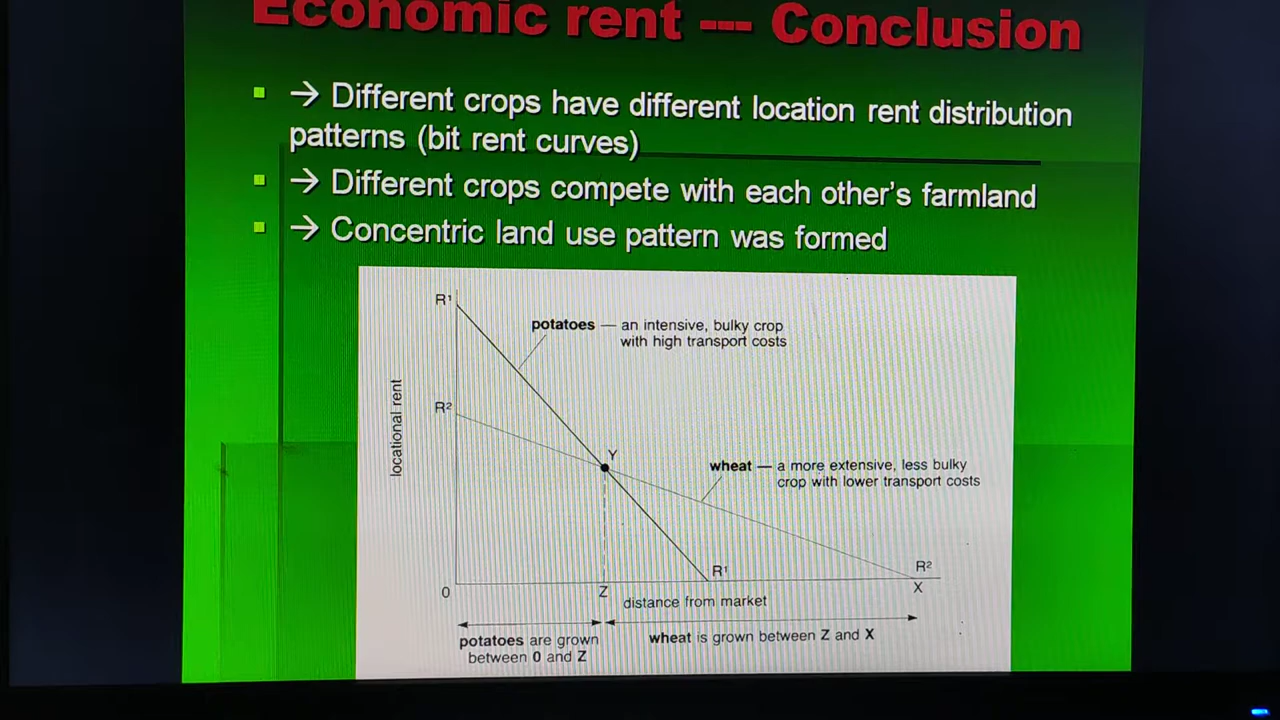 Economic rent --- Conclusion
→ Different crops have different location rent distribution
patterns (bit rent curves)
→ Different crops compete with each other's farmland
→ Concentric land use pattern was formed
R¹
potatoes — an intensive, bulky crop
with high transport costs
R²
locational rent
Y
wheat — a more extensive, less bulky
crop with lower transport costs
R¹
R²
0
Z
X
distance from market
potatoes are grown
between 0 and Z
wheat is grown between Z and X